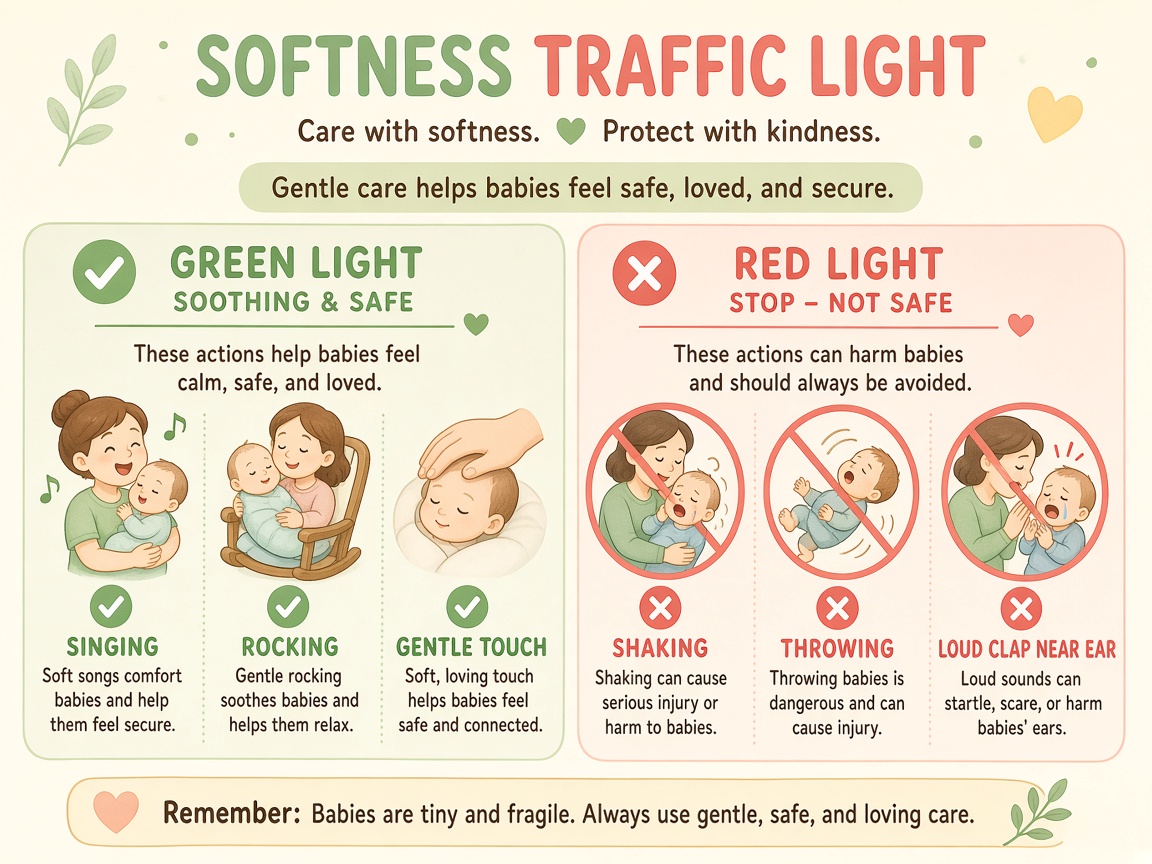 SOFTNESS TRAFFIC LIGHT
Care with softness. Protect with kindness.
Gentle care helps babies feel safe, loved, and secure.
GREEN LIGHT
SOOTHING & SAFE
These actions help babies feel
calm, safe, and loved.
SINGING
Soft songs comfort
babies and help
them feel secure.
ROCKING
Gentle rocking
soothes babies and
helps them relax.
GENTLE TOUCH
Soft, loving touch
helps babies feel
safe and connected.
RED LIGHT
STOP – NOT SAFE
These actions can harm babies
and should always be avoided.
SHAKING
Shaking can cause
serious injury or
harm to babies.
THROWING
Throwing babies is
dangerous and can
cause injury.
LOUD CLAP NEAR EAR
Loud sounds can
startle, scare, or harm
babies' ears.
Remember: Babies are tiny and fragile. Always use gentle, safe, and loving care.